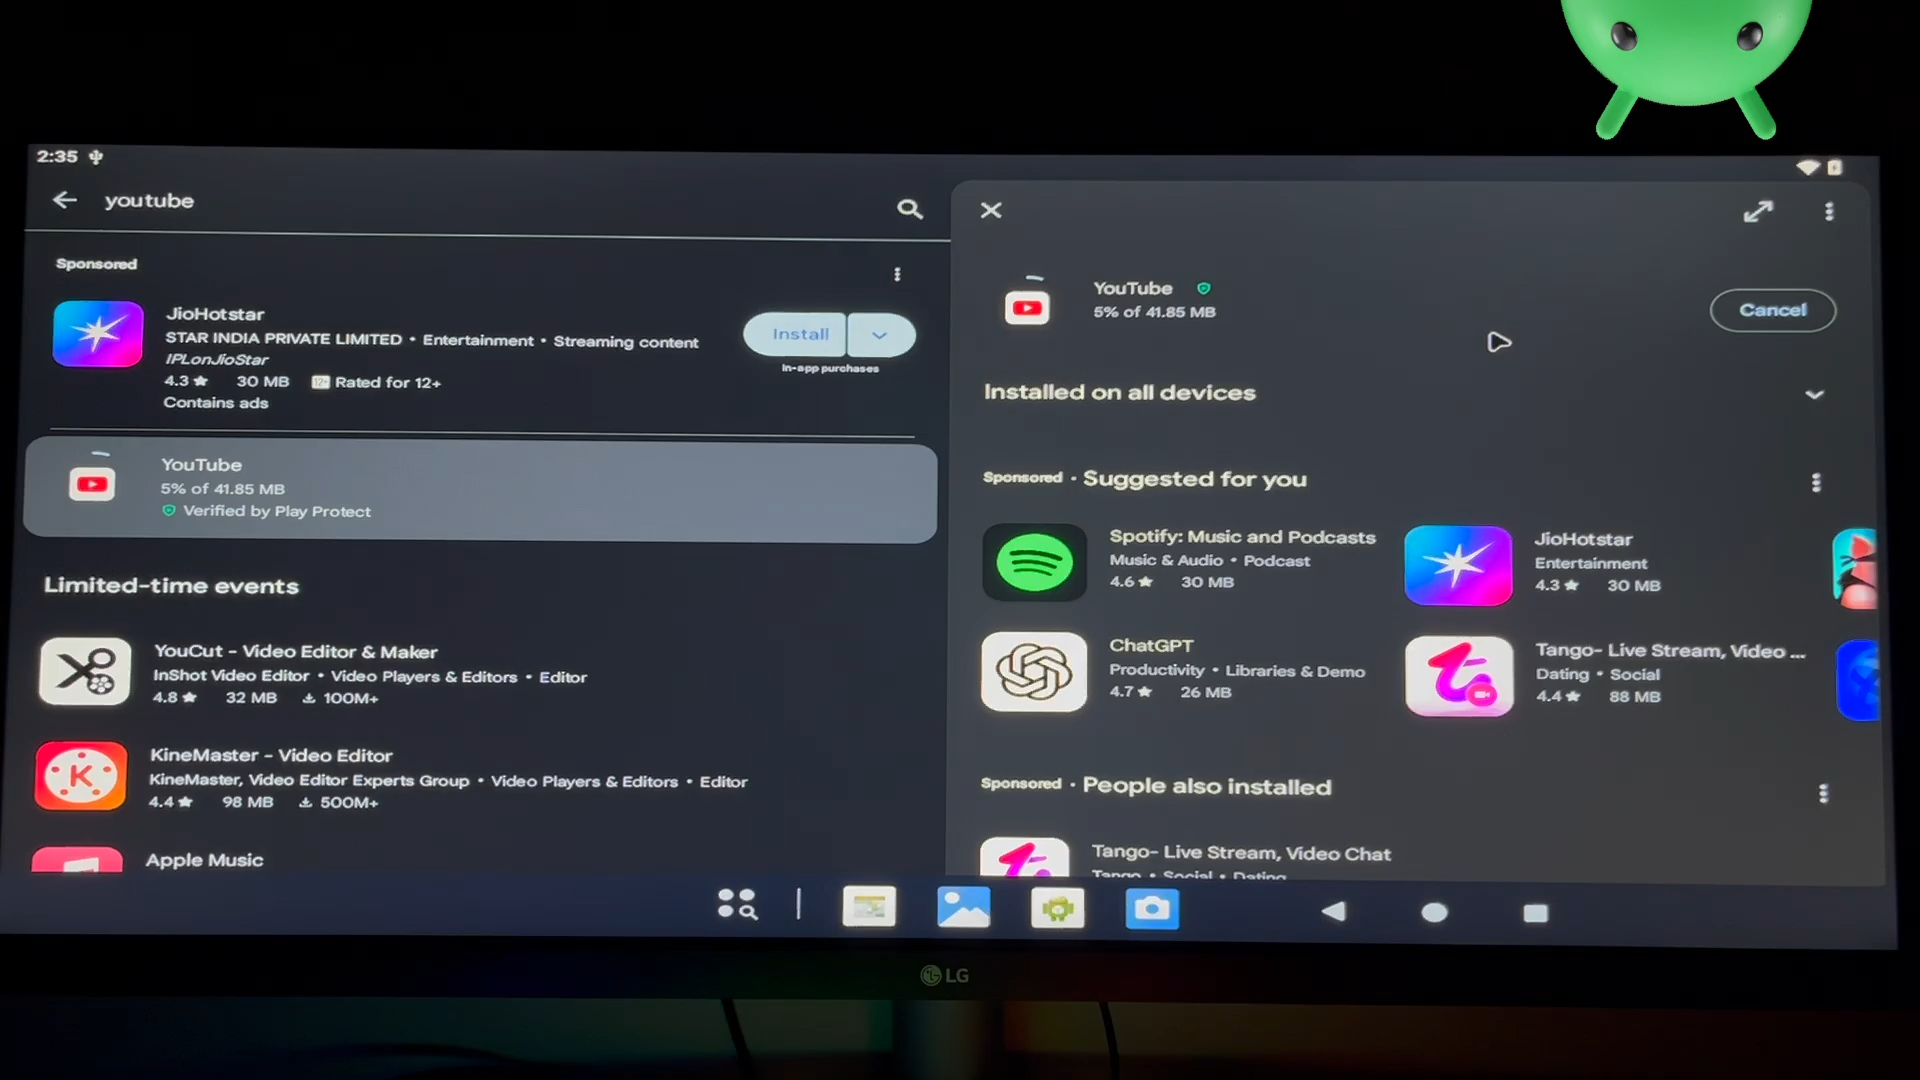 2:35
youtube
Sponsored
JioHotstar
STAR INDIA PRIVATE LIMITED • Entertainment • Streaming content
IPLonJioStar
4.3★ 30 MB 12+ Rated for 12+
Contains ads
Install
In-app purchases
YouTube
5% of 41.85 MB
Verified by Play Protect
Limited-time events
YouCut - Video Editor & Maker
InShot Video Editor • Video Players & Editors • Editor
4.8★ 32 MB 100M+
KineMaster - Video Editor
KineMaster, Video Editor Experts Group • Video Players & Editors • Editor
4.4★ 98 MB 500M+
Apple Music
YouTube
5% of 41.85 MB
Cancel
Installed on all devices
Sponsored • Suggested for you
Spotify: Music and Podcasts
Music & Audio • Podcast
4.6★ 30 MB
JioHotstar
Entertainment
4.3★ 30 MB
ChatGPT
Productivity • Libraries & Demo
4.7★ 26 MB
Tango- Live Stream, Video ...
Dating • Social
4.4★ 88 MB
Sponsored • People also installed
Tango- Live Stream, Video Chat
Tango • Social • Dating
LG